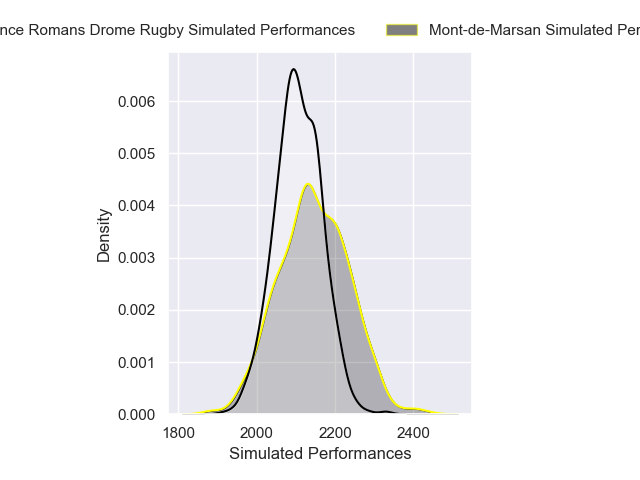 nce Romans Drome Rugby Simulated Performances
Mont-de-Marsan Simulated Per
0.006
0.005
0.004
0.003
0.002
0.001
0.000
Density
1800 2000 2200 2400
Simulated Performances